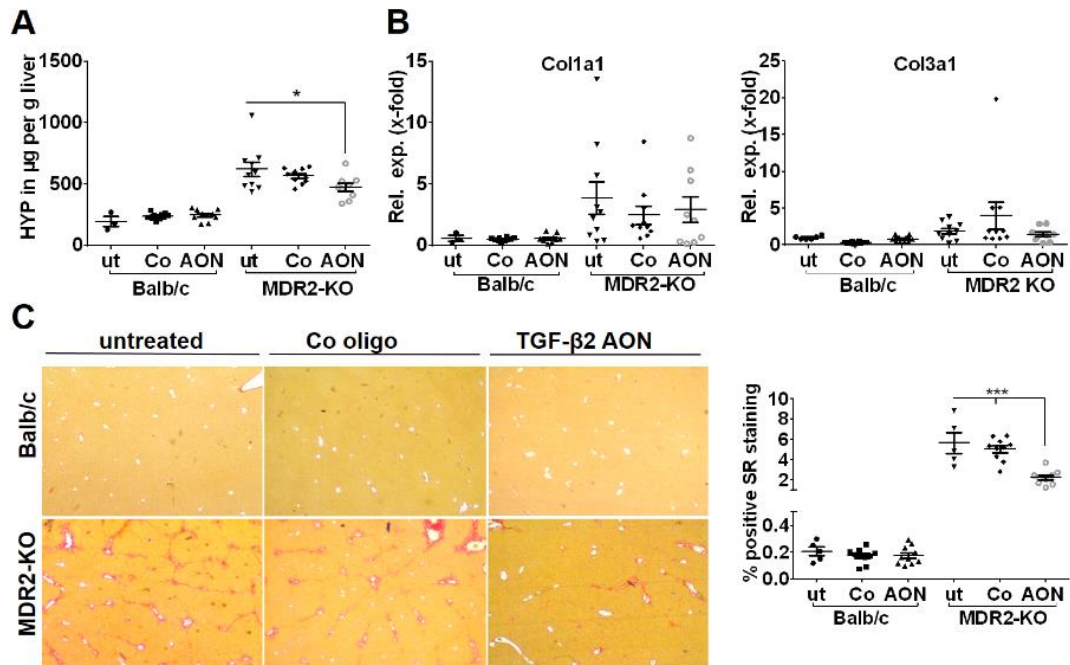 A
HYP in µg per g liver
1500
1000
500
0
*
ut Co AON ut Co AON
Balb/c MDR2-KO
B
Col1a1
Rel. exp. (x-fold)
15
10
5
0
ut Co AON ut Co AON
Balb/c MDR2-KO
Col3a1
Rel. exp. (x-fold)
25
20
15
10
5
0
ut Co AON ut Co AON
Balb/c MDR2 KO
C
untreated Co oligo TGF-β2 AON
Balb/c
MDR2-KO
% positive SR staining
10
8
6
4
2
0.4
0.2
0.0
***
ut Co AON ut Co AON
Balb/c MDR2-KO